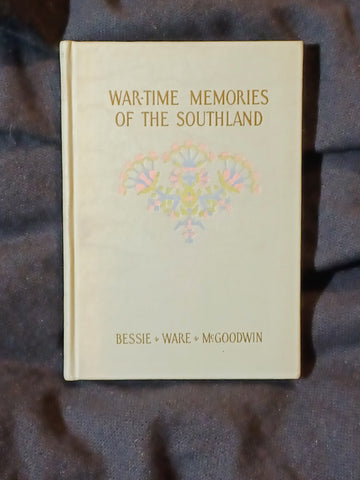 WAR-TIME MEMORIES
OF THE SOUTHLAND
BESSIE WARE McGOODWIN